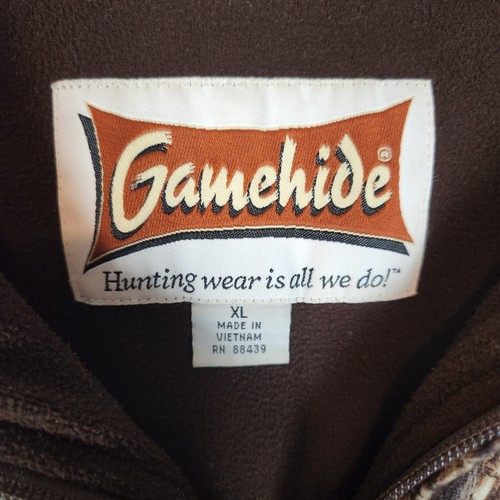 Gamehide®
Hunting wear is all we do!™
XL
MADE IN
VIETNAM
RN 88439